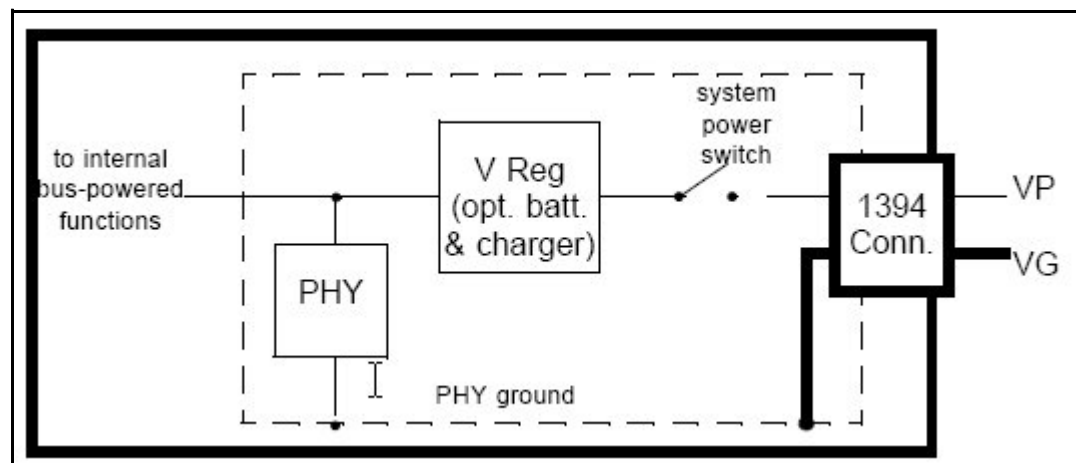 to internal
bus-powered
functions
V Reg
(opt. batt.
& charger)
system
power
switch
1394
Conn.
VP
VG
PHY
PHY ground